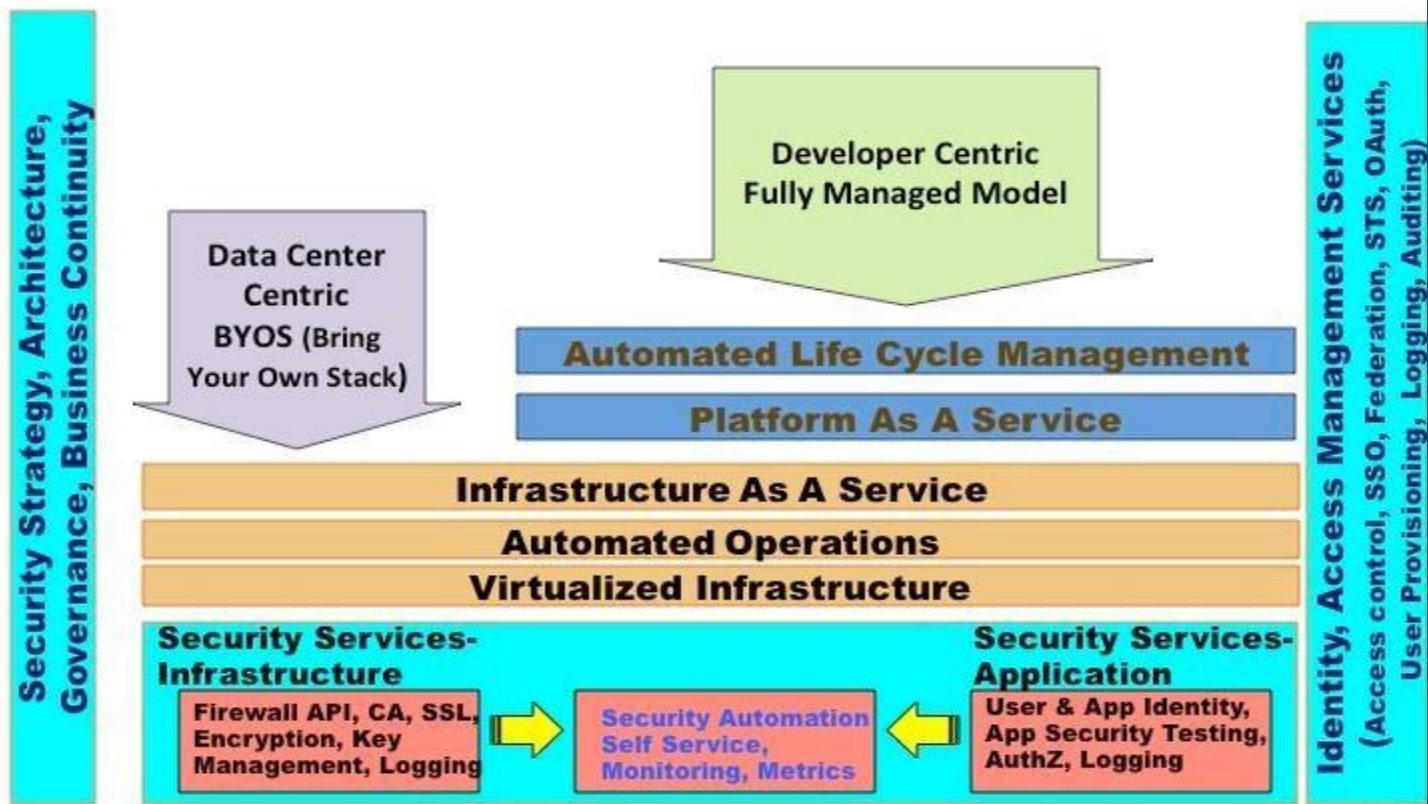 Security Strategy, Architecture,
Governance, Business Continuity
Developer Centric
Fully Managed Model
Data Center
Centric
BYOS (Bring
Your Own Stack)
Automated Life Cycle Management
Platform As A Service
Infrastructure As A Service
Automated Operations
Virtualized Infrastructure
Security Services-
Infrastructure
Firewall API, CA, SSL,
Encryption, Key
Management, Logging
Security Automation
Self Service,
Monitoring, Metrics
Security Services-
Application
User & App Identity,
App Security Testing,
AuthZ, Logging
Identity, Access Management Services
(Access control, SSO, Federation, STS, OAuth,
User Provisioning, Logging, Auditing)